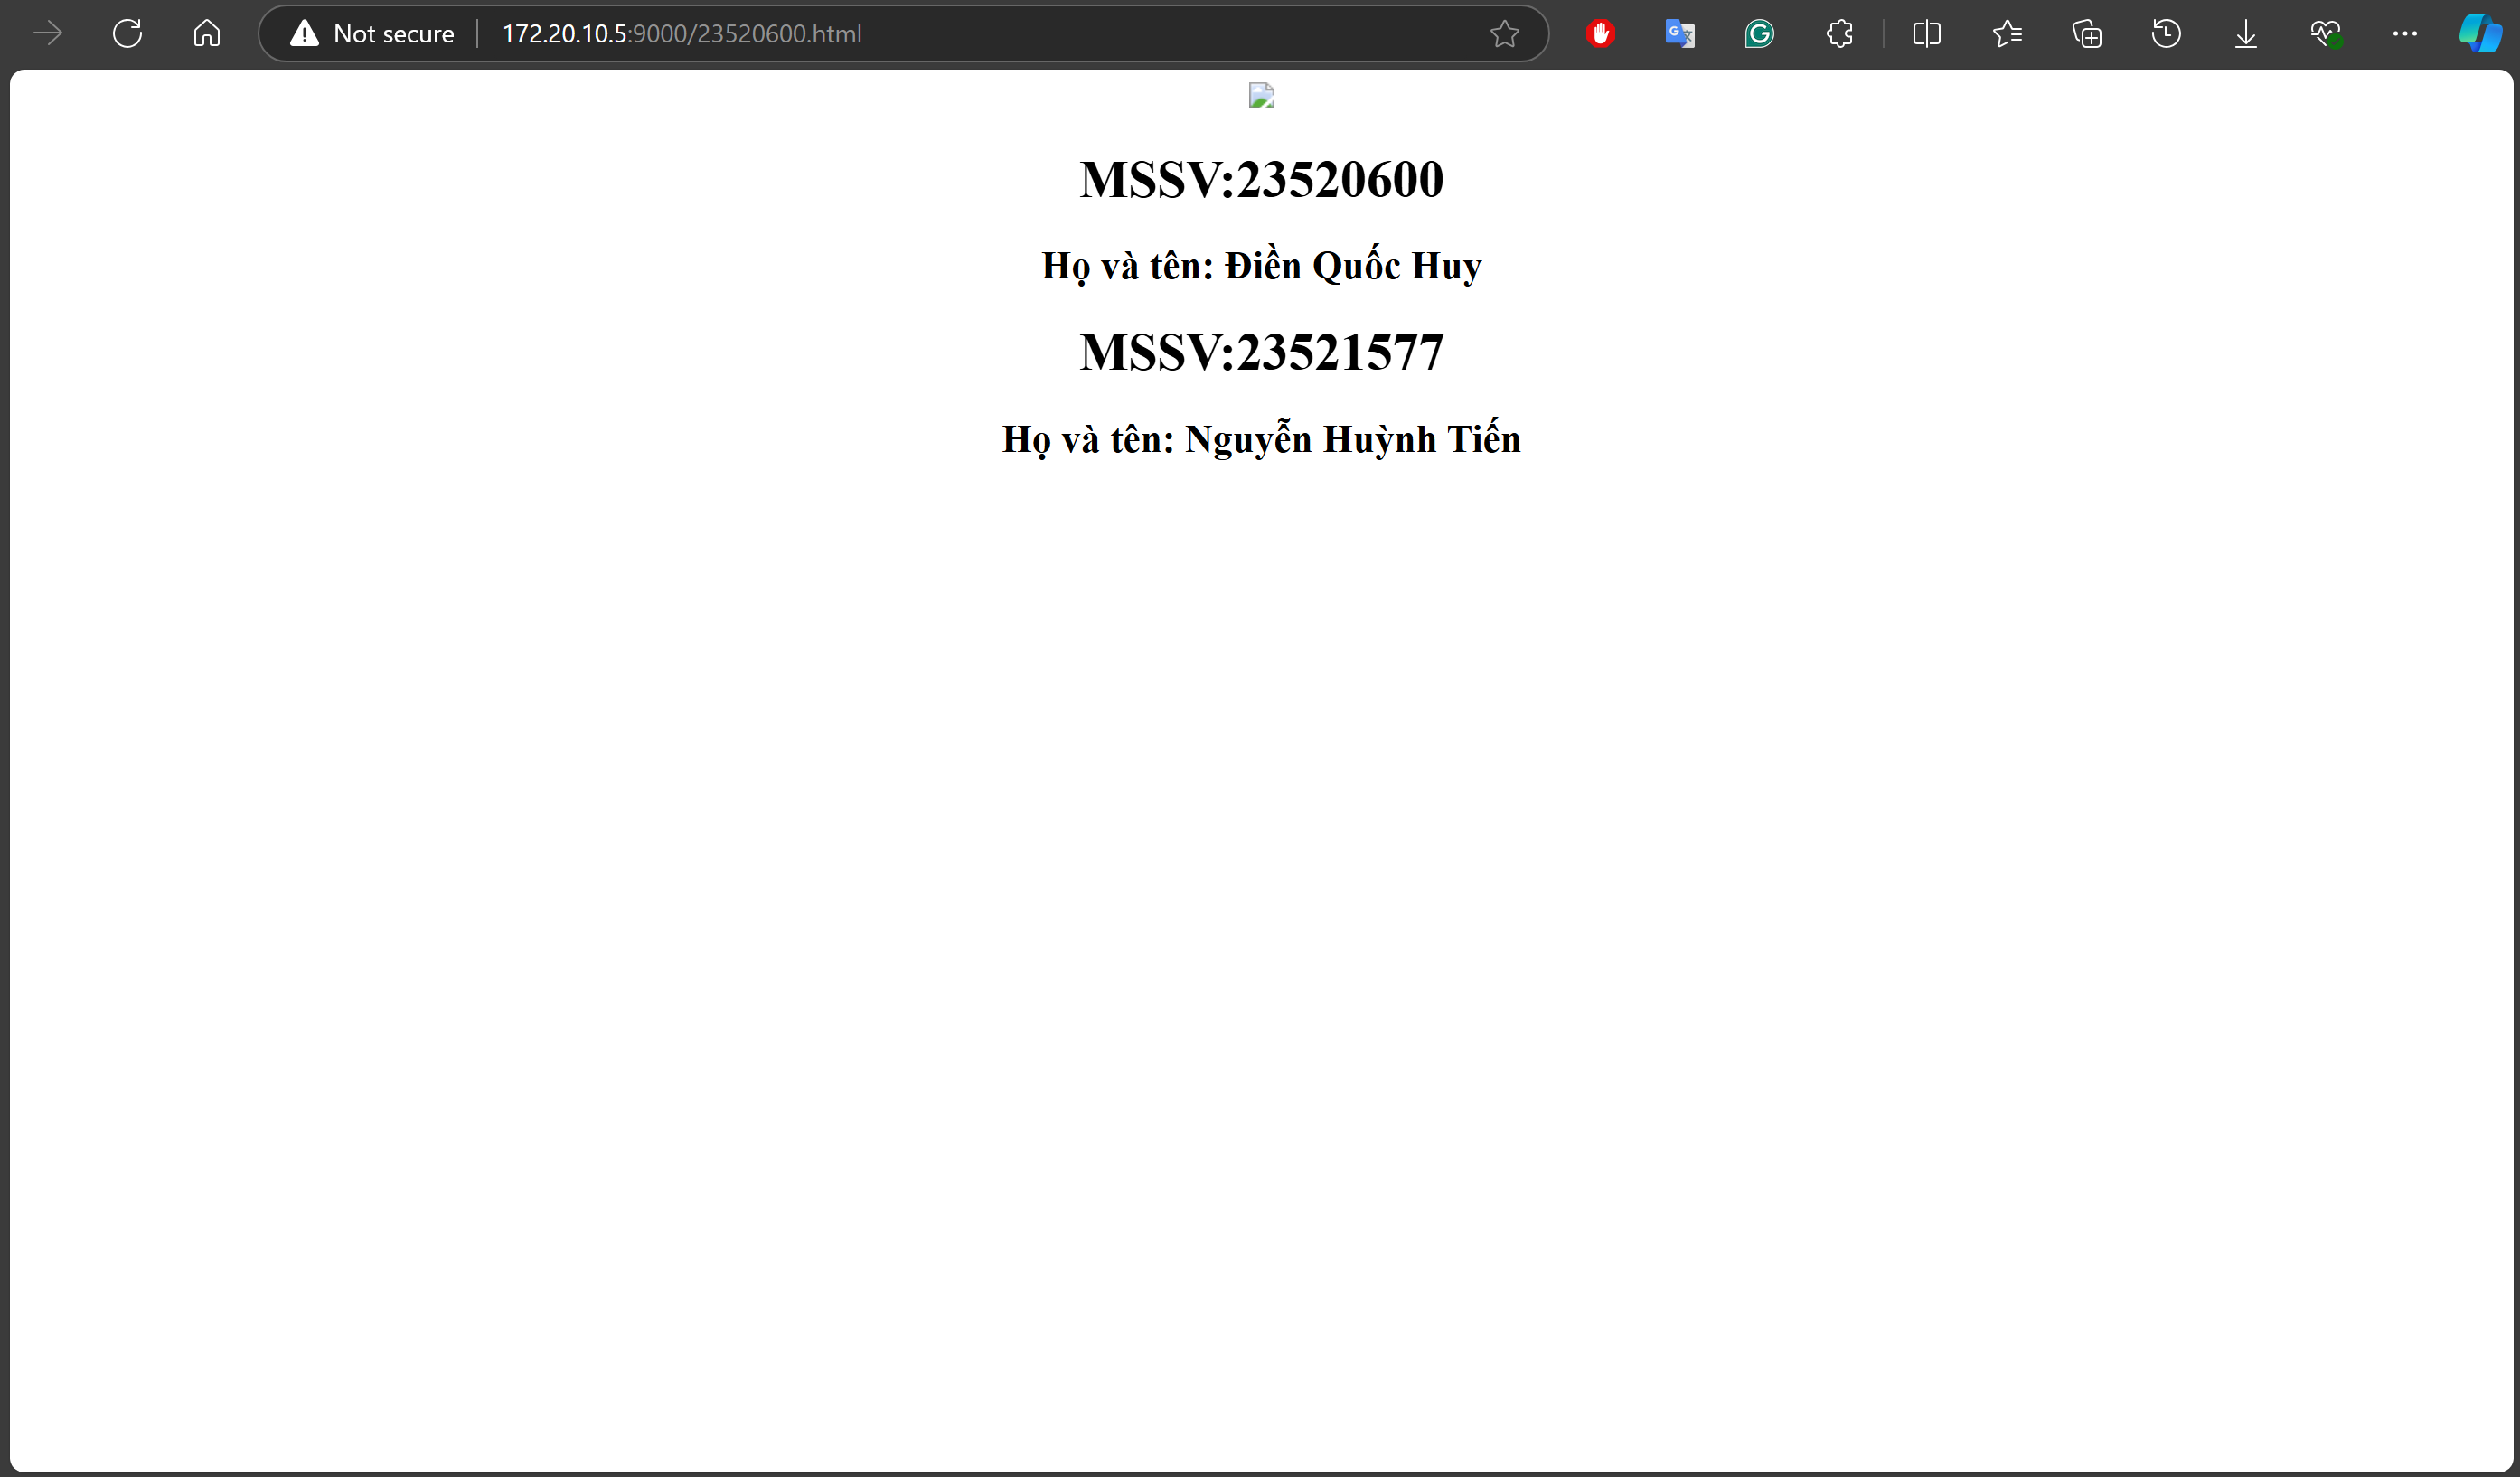 Not secure 172.20.10.5:9000/23520600.html
MSSV:23520600
Họ và tên: Điền Quốc Huy
MSSV:23521577
Họ và tên: Nguyễn Huỳnh Tiến